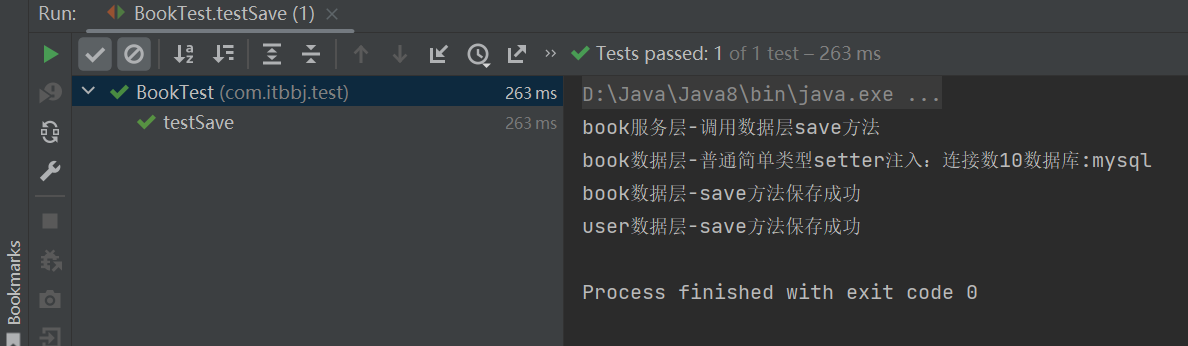 Run: BookTest.testSave (1)
Tests passed: 1 of 1 test – 263 ms
BookTest (com.itbbj.test) 263 ms
testSave 263 ms
D:\Java\Java8\bin\java.exe ...
book服务层-调用数据层save方法
book数据层-普通简单类型setter注入：连接数10数据库:mysql
book数据层-save方法保存成功
user数据层-save方法保存成功
Process finished with exit code 0
Bookmarks